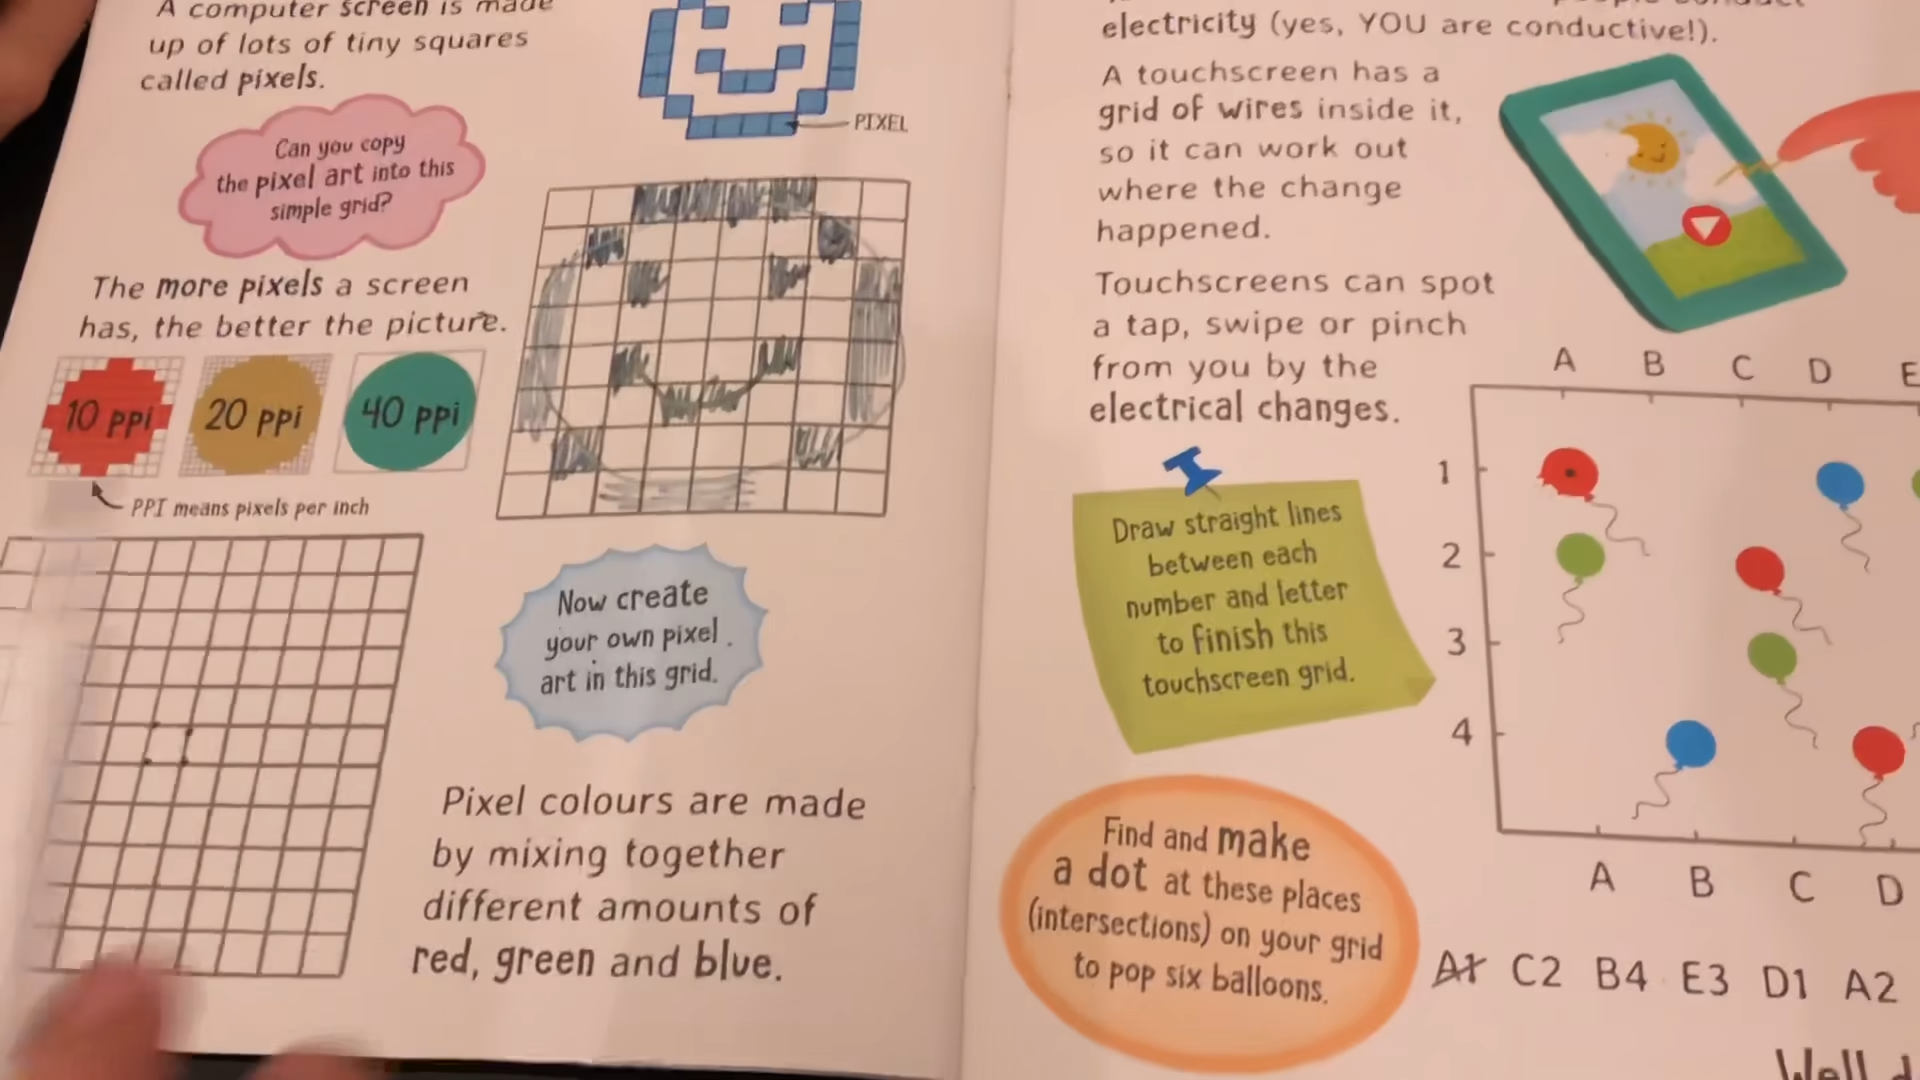 A computer screen is made
up of lots of tiny squares
called pixels.
PIXEL
Can you copy
the pixel art into this
simple grid?
The more pixels a screen
has, the better the picture.
10 ppi
20 ppi
40 ppi
PPI means pixels per inch
Now create
your own pixel
art in this grid.
Pixel colours are made
by mixing together
different amounts of
red, green and blue.
electricity (yes, YOU are conductive!).
A touchscreen has a
grid of wires inside it,
so it can work out
where the change
happened.
Touchscreens can spot
a tap, swipe or pinch
from you by the
electrical changes.
Draw straight lines
between each
number and letter
to finish this
touchscreen grid.
A B C D E
1
2
3
4
A B C D
Find and make
a dot at these places
(intersections) on your grid
to pop six balloons.
A1 C2 B4 E3 D1 A2